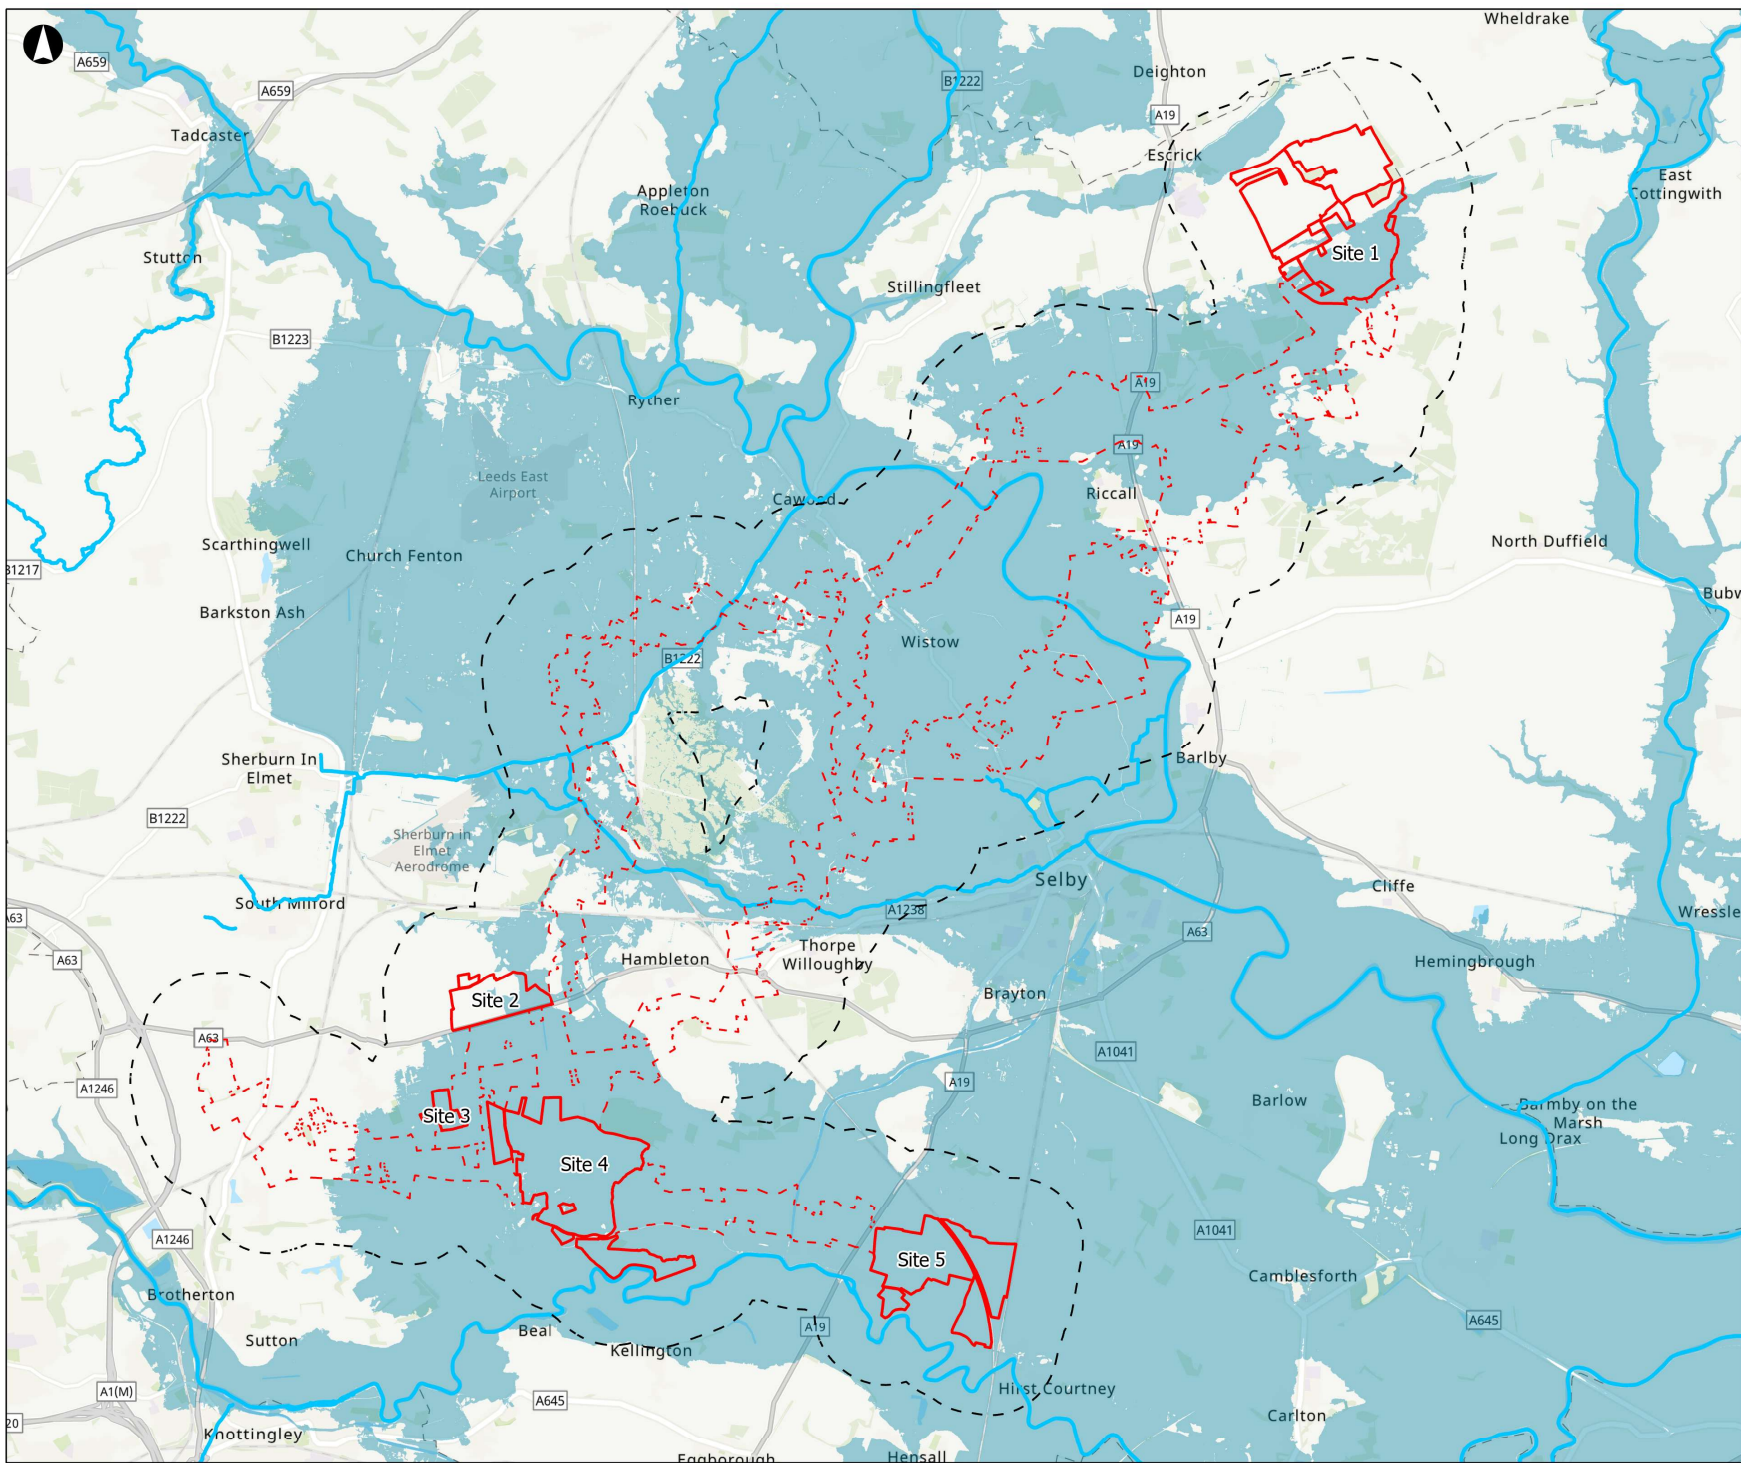 Wheldrake
A659
Deighton
B1222
A659
A19
Tadcaster
Escrick
East
Cottingwith
Appleton
Roebuck
Site 1
Stutton
Stillingfleet
B1223
A19
Ryther
A19
Leeds East
Airport
Riccall
Cawood
Scarthingwell
Church Fenton
North Duffield
B1217
Bubw
Barkston Ash
A19
Wistow
B1222
Sherburn In
Elmet
Barlby
B1222
Sherburn in
Elmet
Aerodrome
Selby
Cliffe
South Milford
A63
A1238
Wressle
A63
Thorpe
Willoughby
A63
Hambleton
Hemingbrough
Site 2
Brayton
A63
A1041
A1246
A19
Barlow
Barmby on the
Marsh
Site 3
Long Drax
Site 4
A1041
A1246
Site 5
Camblesforth
Brotherton
A645
Beal
A19
Sutton
Kellington
Hirst Courtney
A1(M)
A645
Carlton
20
Knottingley
Eggborough
Hensall